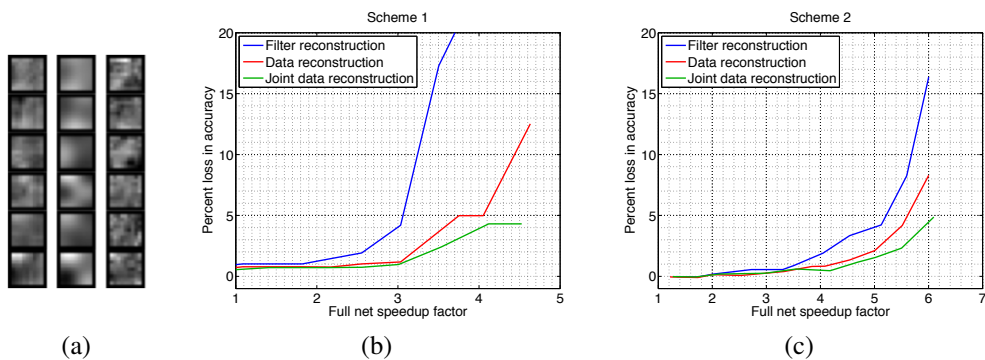 Scheme 1
20
15
10
5
0
Percent loss in accuracy
Filter reconstruction
Data reconstruction
Joint data reconstruction
1 2 3 4 5
Full net speedup factor
Scheme 2
20
15
10
5
0
Percent loss in accuracy
Filter reconstruction
Data reconstruction
Joint data reconstruction
1 2 3 4 5 6 7
Full net speedup factor
(a) (b) (c)